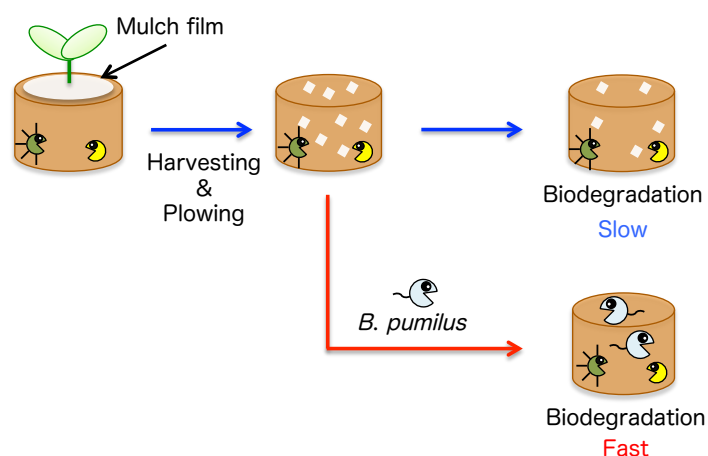 Mulch film
Harvesting
&
Plowing
Biodegradation
Slow
B. pumilus
Biodegradation
Fast